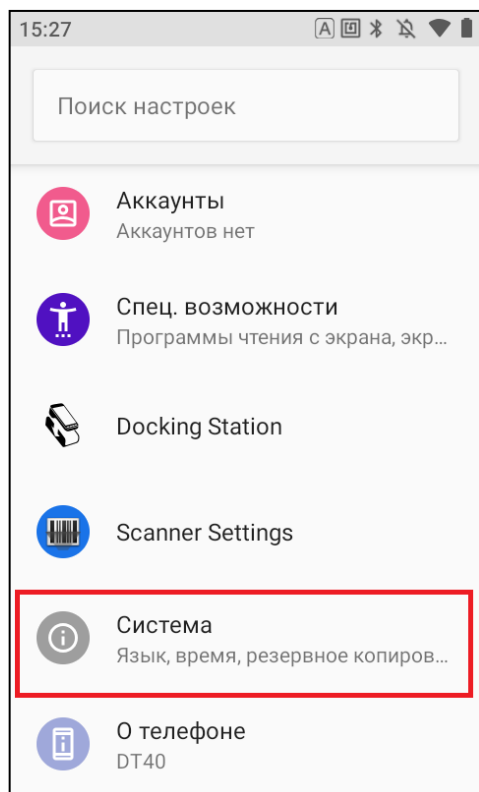 15:27
A
Поиск настроек
Аккаунты
Аккаунтов нет
Спец. возможности
Программы чтения с экрана, экр...
Docking Station
Scanner Settings
Система
Язык, время, резервное копиров...
О телефоне
DT40